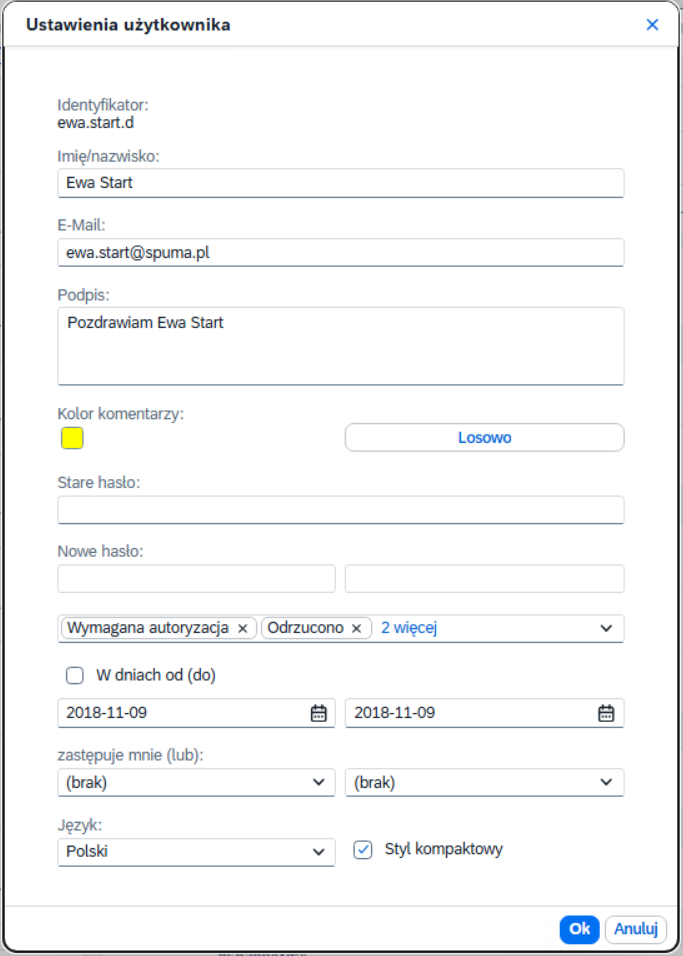 Ustawienia użytkownika
Identyfikator:
ewa.start.d
Imię/nazwisko:
Ewa Start
E-Mail:
ewa.start@spuma.pl
Podpis:
Pozdrawiam Ewa Start
Kolor komentarzy:
Losowo
Stare hasło:
Nowe hasło:
Wymagana autoryzacja Odrzucono 2 więcej
W dniach od (do)
2018-11-09 2018-11-09
zastępuje mnie (lub):
(brak) (brak)
Język:
Polski Styl kompaktowy
Ok Anuluj